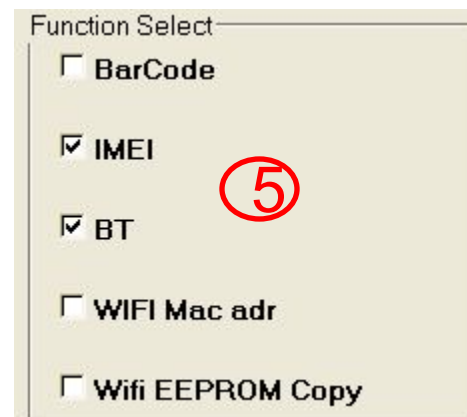 Function Select
BarCode
IMEI
5
BT
WIFI Mac adr
Wifi EEPROM Copy